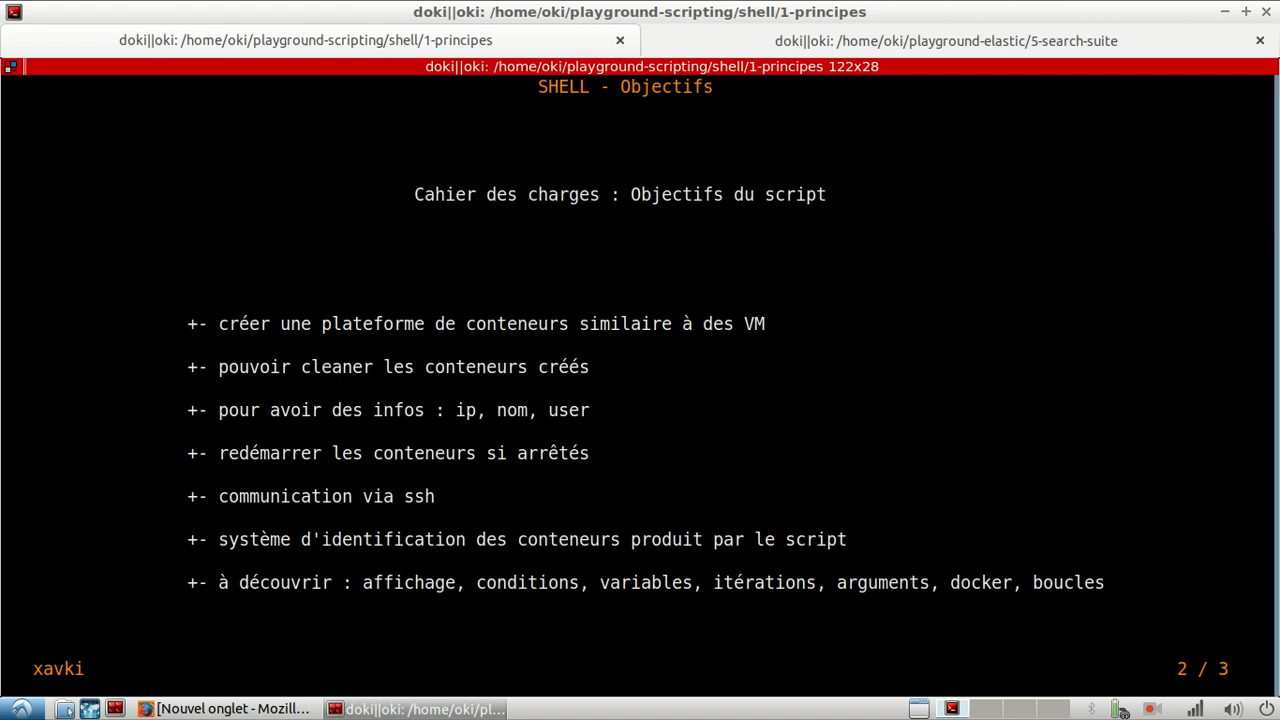 doki||oki: /home/oki/playground-scripting/shell/1-principes
doki||oki: /home/oki/playground-scripting/shell/1-principes
doki||oki: /home/oki/playground-elastic/5-search-suite
doki||oki: /home/oki/playground-scripting/shell/1-principes 122x28
SHELL - Objectifs
Cahier des charges : Objectifs du script
+- créer une plateforme de conteneurs similaire à des VM
+- pouvoir cleaner les conteneurs créés
+- pour avoir des infos : ip, nom, user
+- redémarrer les conteneurs si arrêtés
+- communication via ssh
+- système d'identification des conteneurs produit par le script
+- à découvrir : affichage, conditions, variables, itérations, arguments, docker, boucles
xavki
2 / 3
[Nouvel onglet - Mozill...
doki||oki: /home/oki/pl...